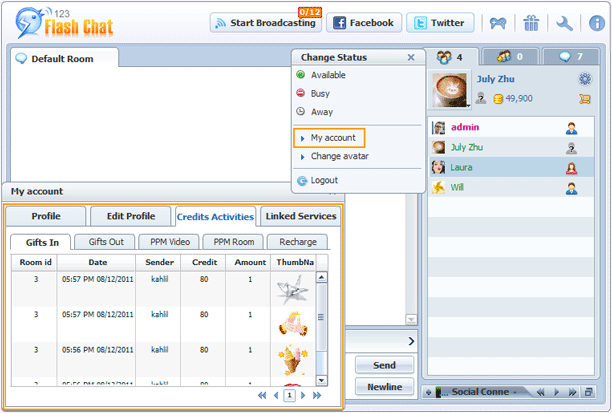 123
Flash Chat
Start Broadcasting
0/12
Facebook
Twitter
Default Room
Change Status
Available
Busy
Away
My account
Change avatar
Logout
4
0
7
July Zhu
49,900
admin
July Zhu
Laura
Will
My account
Profile
Edit Profile
Credits Activities
Linked Services
Gifts In
Gifts Out
PPM Video
PPM Room
Recharge
Room id Date Sender Credit Amount ThumbNa
3 05:57 PM 08/12/2011 kahlil 80 1
3 05:57 PM 08/12/2011 kahlil 80 1
3 05:56 PM 08/12/2011 kahlil 80 1
3 05:56 PM 08/12/2011 kahlil 80 1
1
Send
Newline
... Social Conne